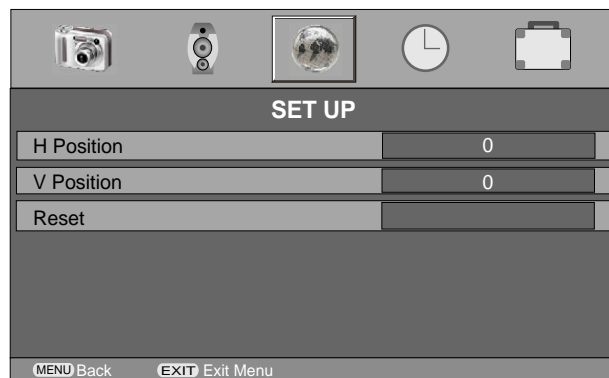 SET UP
H Position 0
V Position 0
Reset
MENU Back EXIT Exit Menu